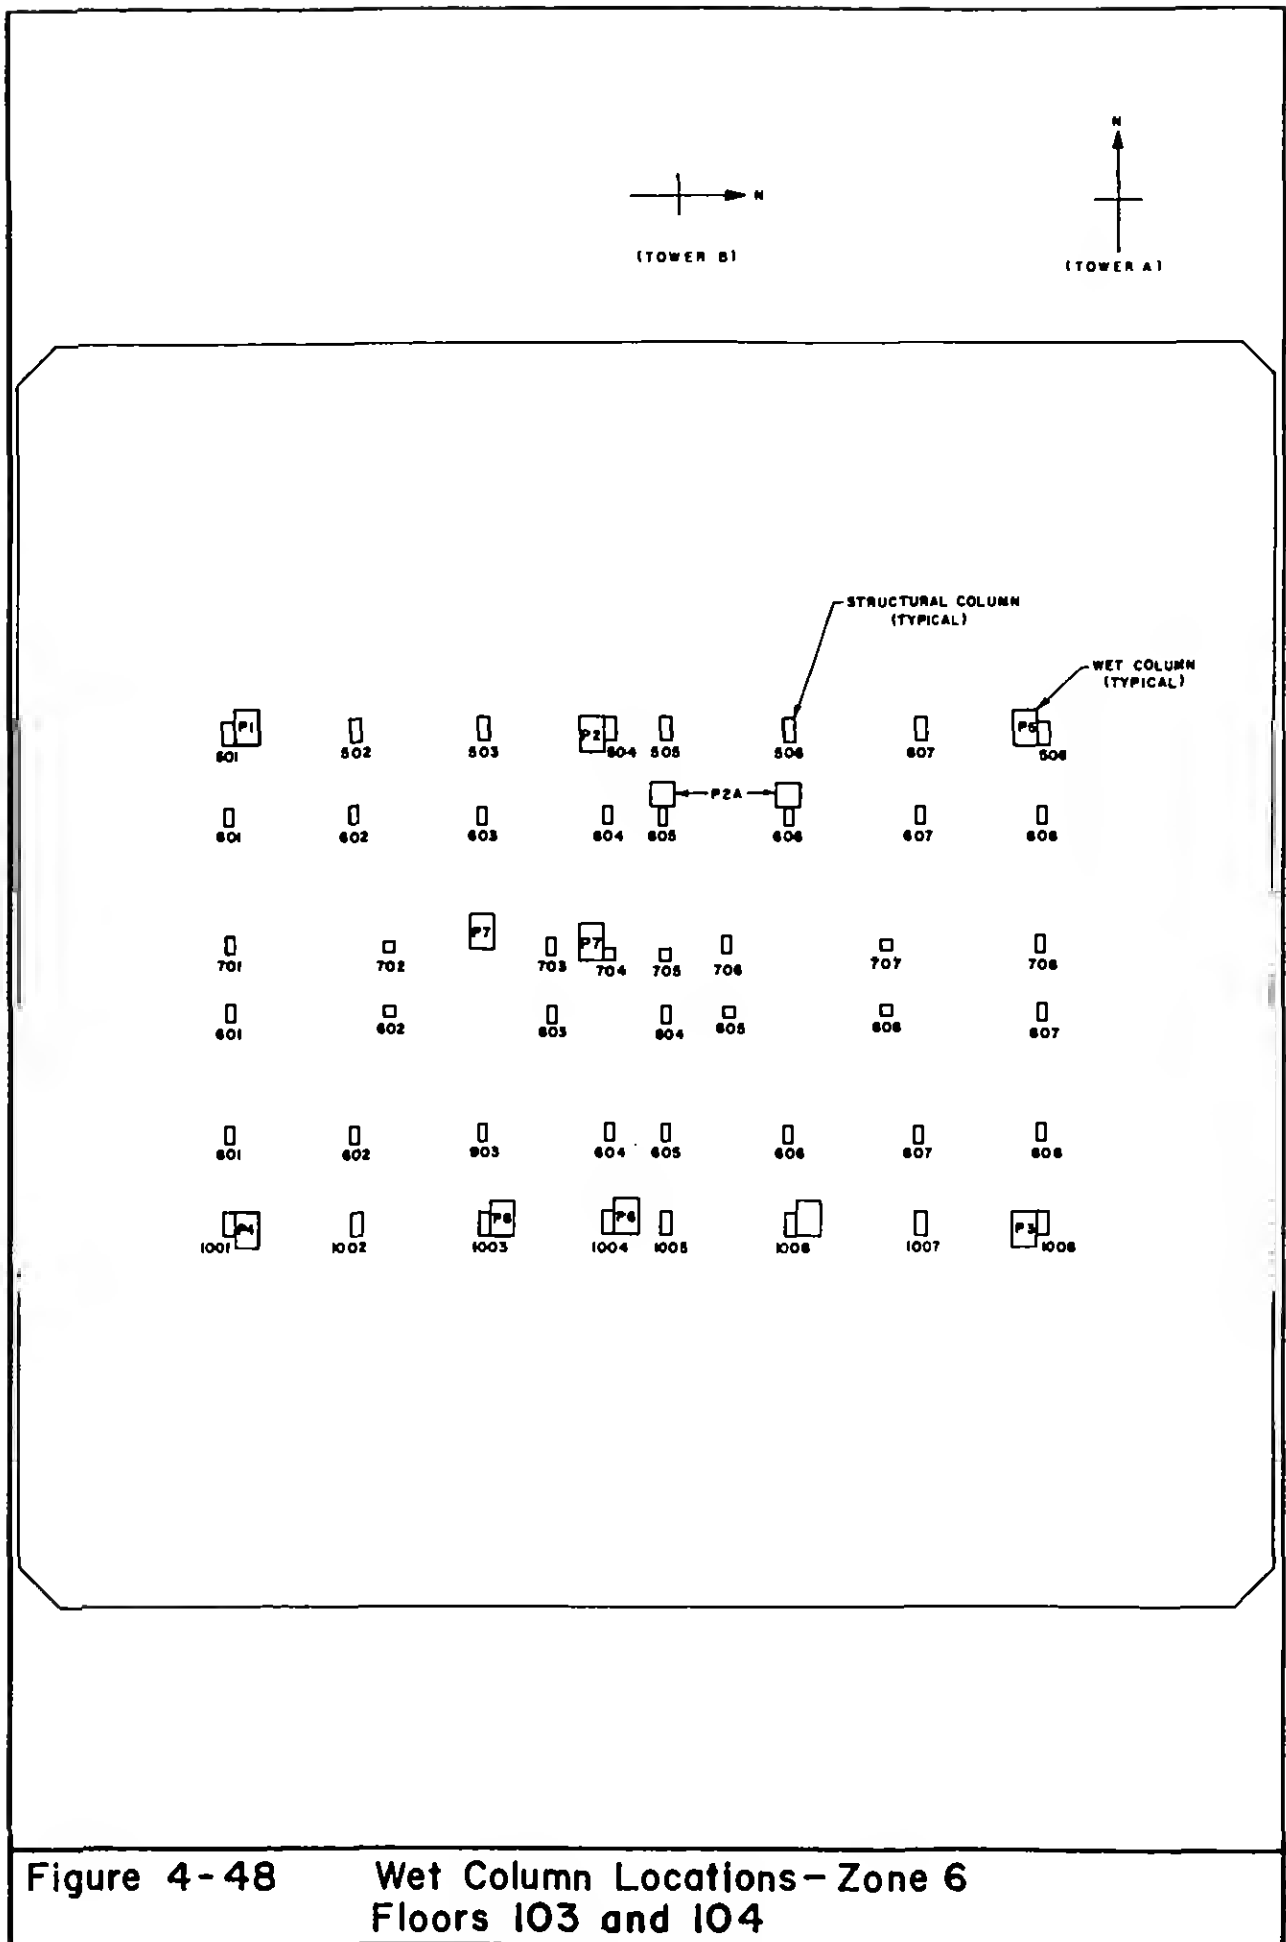 N
N
(TOWER B)
(TOWER A)
STRUCTURAL COLUMN
(TYPICAL)
WET COLUMN
(TYPICAL)
P1 P2 P5
501 502 503 504 505 506 507 508
P2A
601 602 603 604 605 606 607 608
P7 P7
701 702 703 704 705 706 707 708
801 802 803 804 805 806 807
901 902 903 904 905 906 907 908
P4 P6 P6 P3
1001 1002 1003 1004 1005 1006 1007 1008
Figure 4-48 Wet Column Locations-Zone 6
Floors 103 and 104